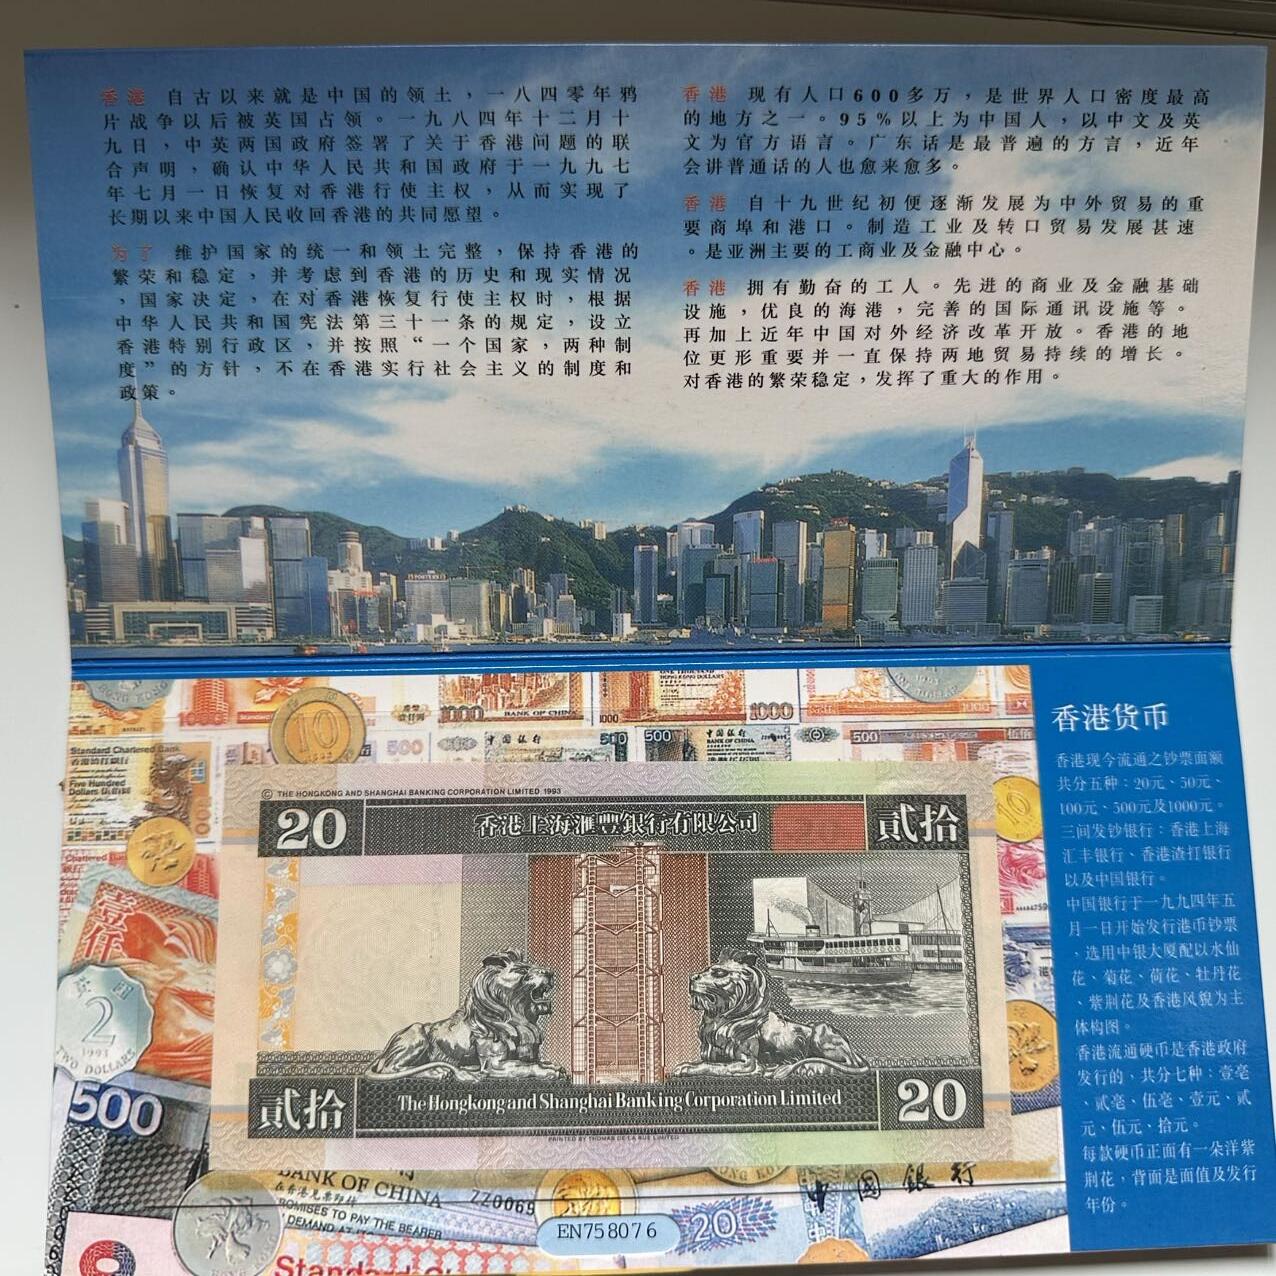 香港 自古以来就是中国的领土，一八四零年鸦
片战争以后被英国占领。一九八四年十二月十
九日，中英两国政府签署了关于香港问题的联
合声明，确认中华人民共和国政府于一九九七
年七月一日恢复对香港行使主权，从而实现了
长期以来中国人民收回香港的共同愿望。
为了 维护国家的统一和领土完整，保持香港的
繁荣和稳定，并考虑到香港的历史和现实情况
，国家决定，在对香港恢复行使主权时，根据
中华人民共和国宪法第三十一条的规定，设立
香港特别行政区，并按照“一个国家，两种制
度”的方针，不在香港实行社会主义的制度和
政策。
香港 现有人口600多万，是世界人口密度最高
的地方之一。95%以上为中国人，以中文及英
文为官方语言。广东话是最普遍的方言，近年
会讲普通话的人也愈来愈多。
香港 自十九世纪初便逐渐发展为中外贸易的重
要商埠和港口。制造工业及转口贸易发展甚速
。是亚洲主要的工商业及金融中心。
香港 拥有勤奋的工人。先进的商业及金融基础
设施，优良的海港，完善的国际通讯设施等。
再加上近年中国对外经济改革开放。香港的地
位更形重要并一直保持两地贸易持续的增长。
对香港的繁荣稳定，发挥了重大的作用。
香港货币
香港现今流通之钞票面额
共分五种：20元、50元、
100元、500元及1000元。
三间发钞银行：香港上海
汇丰银行、香港渣打银行
以及中国银行。
中国银行于一九九四年五
月一日开始发行港币钞票
、选用中银大厦配以水仙
花、菊花、荷花、牡丹花
、紫荆花及香港风貌为主
体构图。
香港流通硬币是香港政府
发行的、共分七种：壹毫
、贰毫、伍毫、壹元、贰
元、伍元、拾元。
每款硬币正面有一朵洋紫
荆花，背面是面值及发行
年份。
© THE HONGKONG AND SHANGHAI BANKING CORPORATION LIMITED 1993
20 香港上海滙豐銀行有限公司 貳拾
貳拾 The Hongkong and Shanghai Banking Corporation Limited 20
PRINTED BY THOMAS DE LA RUE LIMITED
1000 BANK OF CHINA
1000
1000
500
中国银行
500
500
中国银行
500
10
Standard Chartered Bank
Five Hundred
Dollars
壹仟
2
1993
TWO DOLLARS
500
BANK OF CHINA
PROMISES TO PAY THE BEARER
DEMAND AT
ZZ0069
中國銀行
20
Standard
EN758076